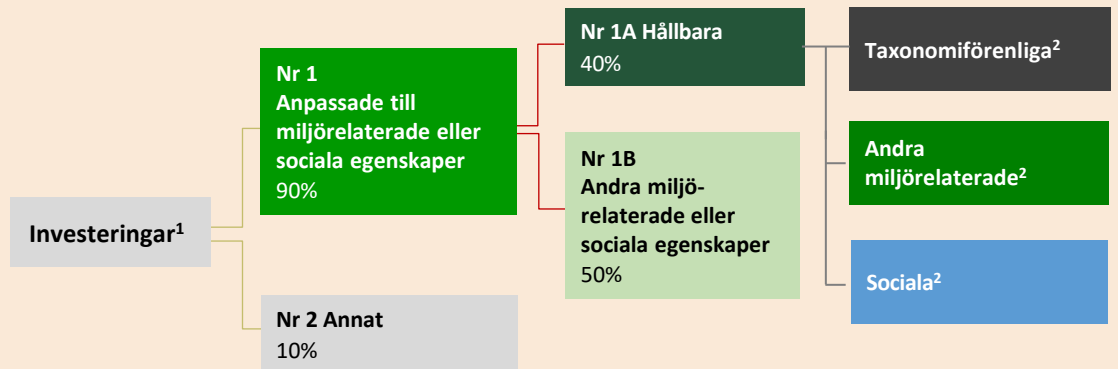 Investeringar¹
Nr 1
Anpassade till
miljörelaterade eller
sociala egenskaper
90%
Nr 2 Annat
10%
Nr 1A Hållbara
40%
Nr 1B
Andra miljö-
relaterade eller
sociala egenskaper
50%
Taxonomiförenliga²
Andra
miljörelaterade²
Sociala²